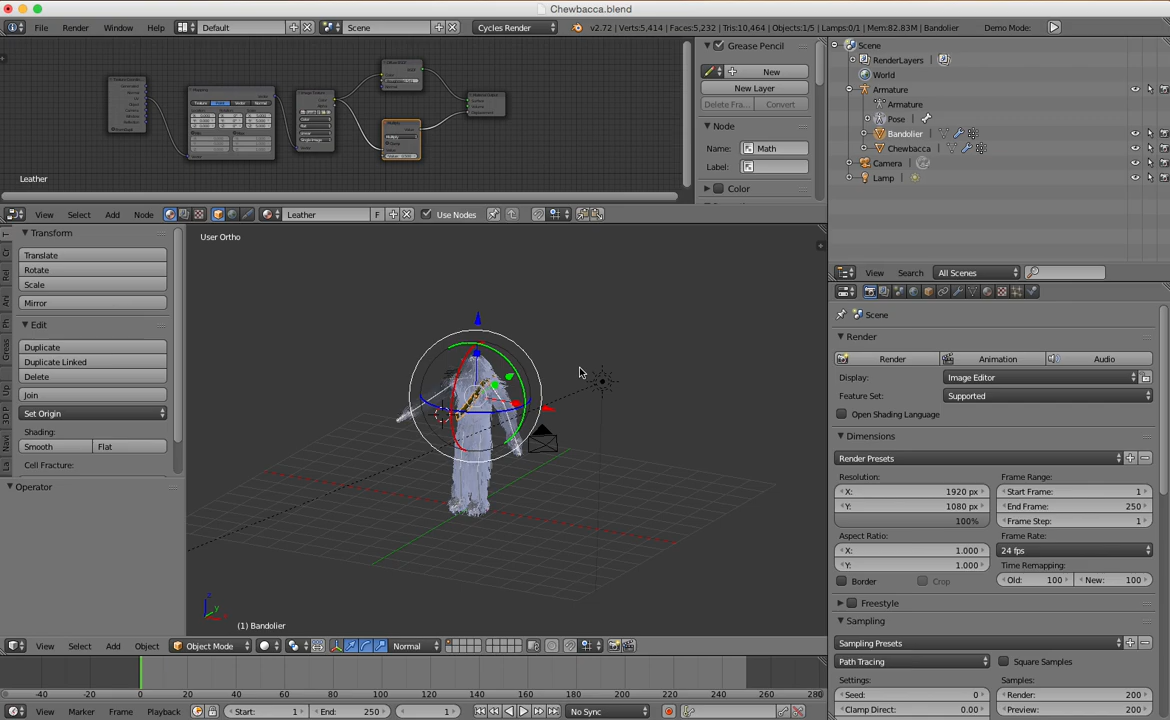 Chewbacca.blend
File Render Window Help Default Scene Cycles Render v2.72 | Verts:5,414 | Faces:5,232 | Tris:10,464 | Objects:1/5 | Lamps:0/1 | Mem:82.83M | Bandolier Demo Mode:
Leather
Grease Pencil
New
New Layer
Delete Fra... Convert
Node
Name: Math
Label:
Color
View Select Add Node Leather F Use Nodes
Scene
RenderLayers
World
Armature
Armature
Pose
Bandolier
Chewbacca
Camera
Lamp
View Search All Scenes
Transform
Translate
Rotate
Scale
Mirror
Edit
Duplicate
Duplicate Linked
Delete
Join
Set Origin
Shading:
Smooth Flat
Cell Fracture:
Operator
T
Cr
Rel
Ani
Ph
Greas
Up
3D P
Navi
La
User Ortho
(1) Bandolier
View Select Add Object Object Mode Normal
-40 -20 0 20 40 60 80 100 120 140 160 180 200 220 240 260 280
View Marker Frame Playback Start: 1 End: 250 1 No Sync
Scene
Render
Render Animation Audio
Display: Image Editor
Feature Set: Supported
Open Shading Language
Dimensions
Render Presets
Resolution: Frame Range:
X: 1920 px Start Frame: 1
Y: 1080 px End Frame: 250
100% Frame Step: 1
Aspect Ratio: Frame Rate:
X: 1.000 24 fps
Y: 1.000 Time Remapping:
Border Crop Old: 100 New: 100
Freestyle
Sampling
Sampling Presets
Path Tracing Square Samples
Settings: Samples:
Seed: 0 Render: 200
Clamp Direct: 0.00 Preview: 200